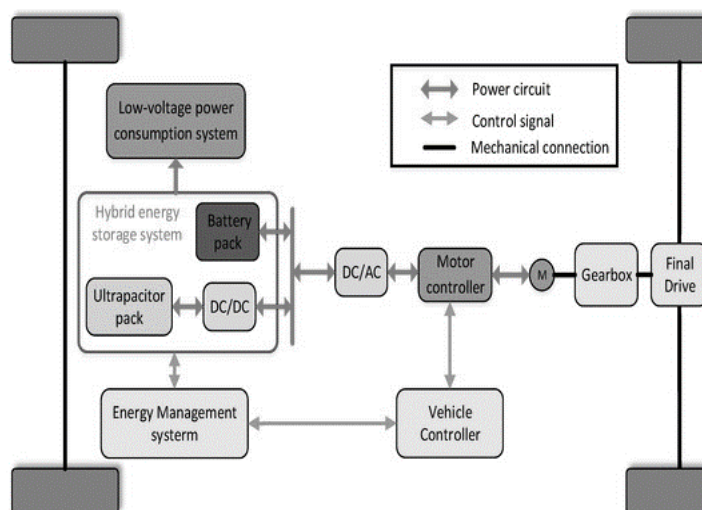 Low-voltage power
consumption system
Power circuit
Control signal
Mechanical connection
Hybrid energy
storage system
Battery
pack
Ultrapacitor
pack
DC/DC
DC/AC
Motor
controller
M
Gearbox
Final
Drive
Energy Management
systerm
Vehicle
Controller